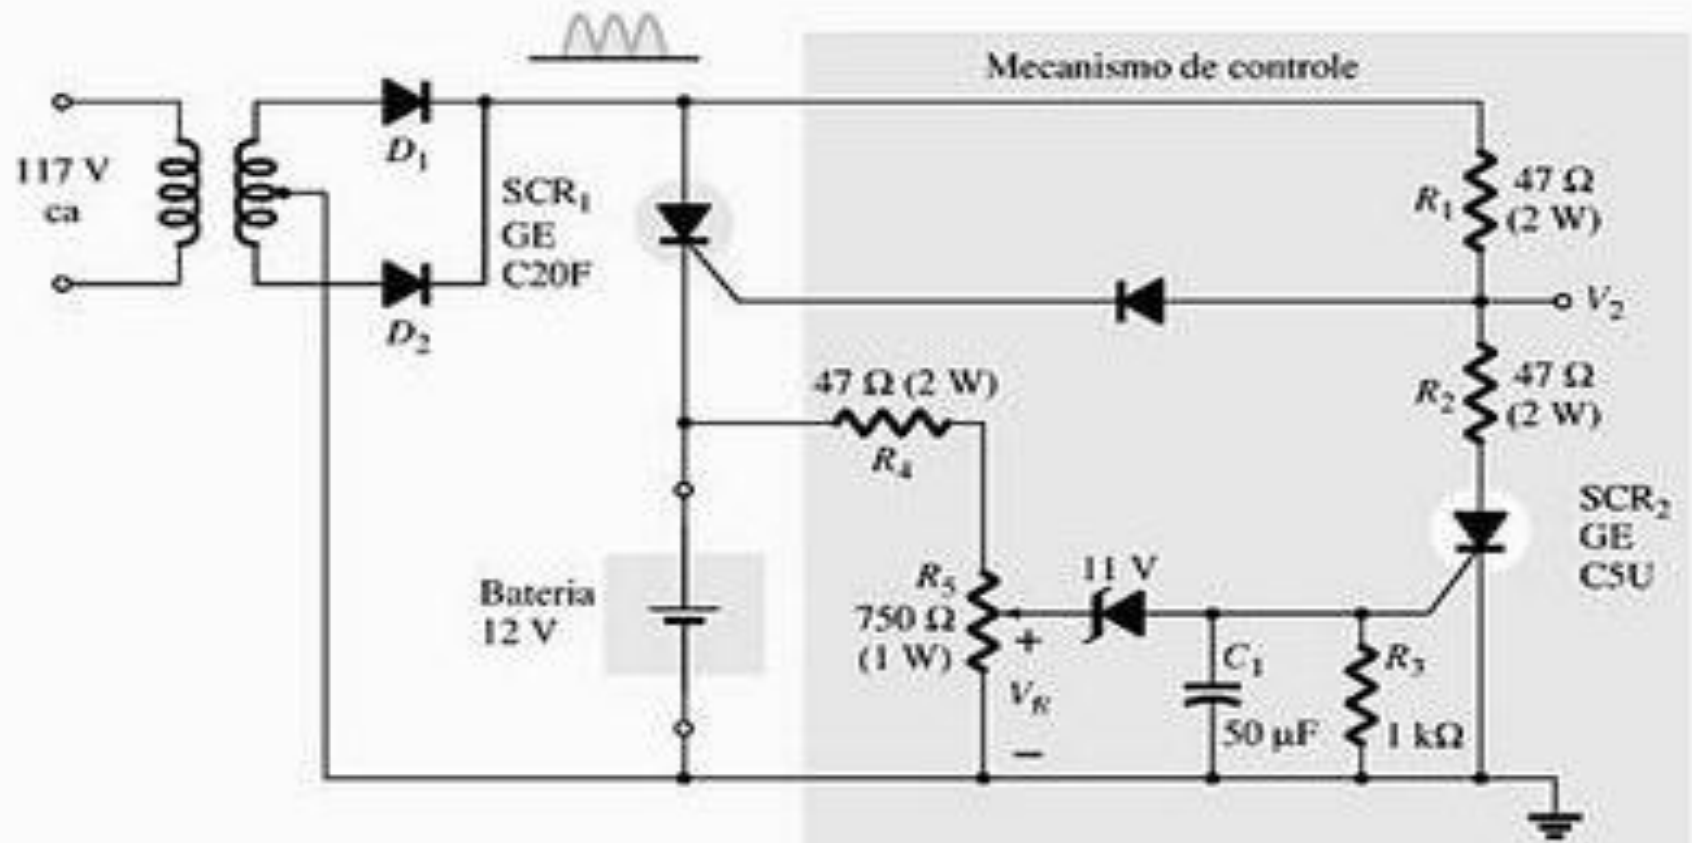 Mecanismo de controle
117 V
ca
D₁
D₂
SCR₁
GE
C20F
R₁
47 Ω
(2 W)
V₂
R₂
47 Ω
(2 W)
47 Ω (2 W)
R₄
SCR₂
GE
C5U
Bateria
12 V
R₅
750 Ω
(1 W)
+
V_R
−
11 V
C₁
50 µF
R₃
1 kΩ